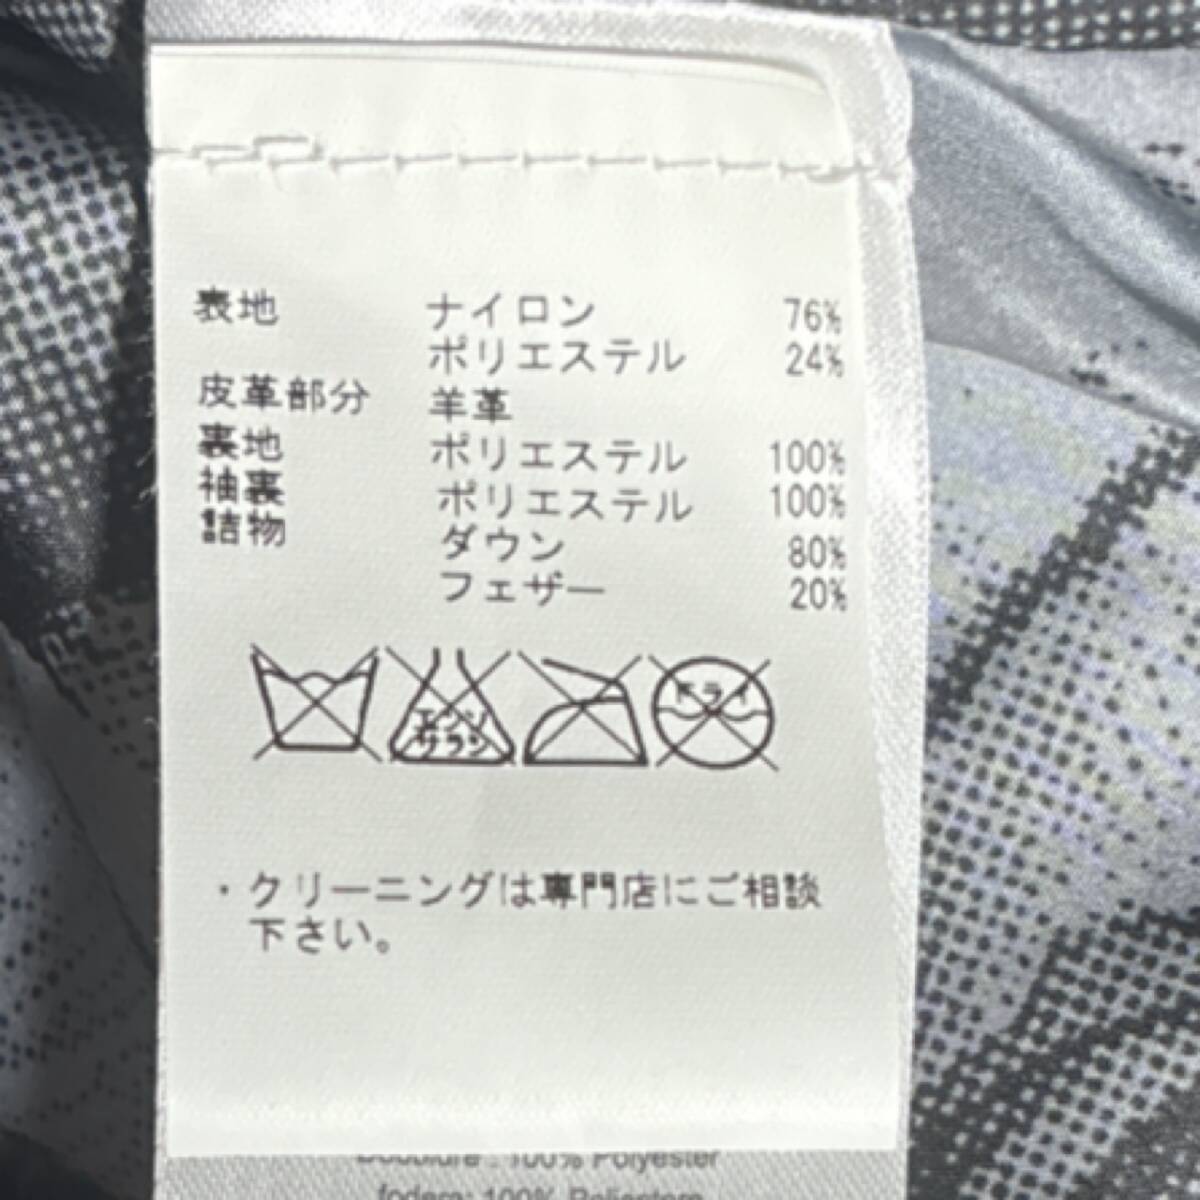 表地 ナイロン 76%
ポリエステル 24%
皮革部分 羊革
裏地 ポリエステル 100%
袖裏 ポリエステル 100%
詰物 ダウン 80%
フェザー 20%
エンソ
サラシ
ドライ
・クリーニングは専門店にご相談
下さい。
Doublure : 100% Polyester
fodera: 100% Poliestere